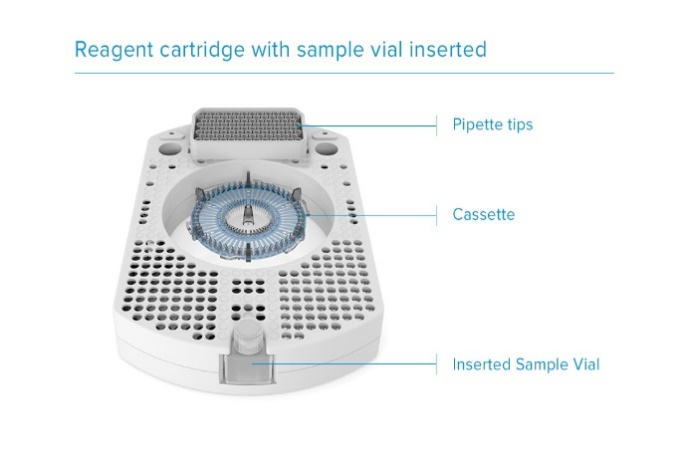 Reagent cartridge with sample vial inserted
Pipette tips
Cassette
Inserted Sample Vial